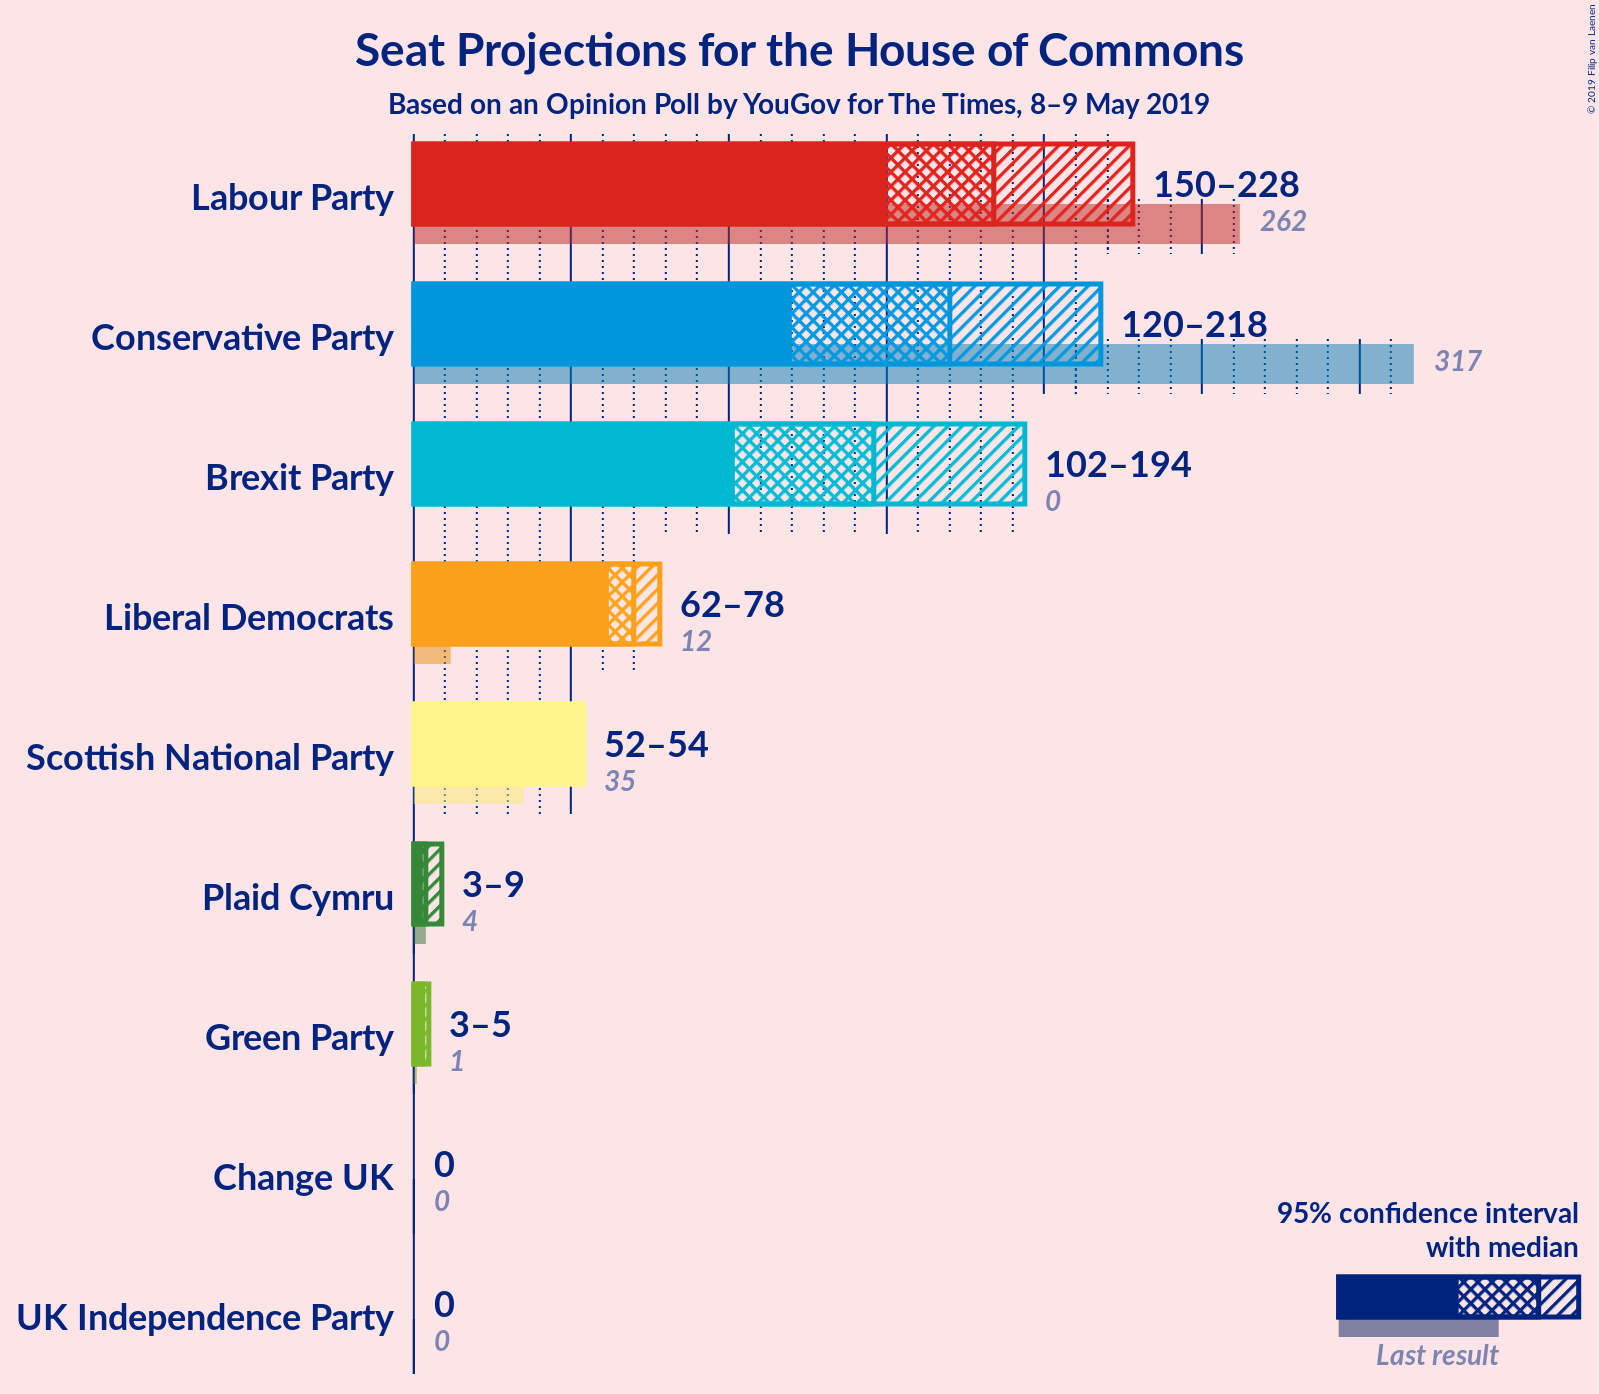 © 2019 Filip van Laenen
Seat Projections for the House of Commons
Based on an Opinion Poll by YouGov for The Times, 8–9 May 2019
Labour Party
150–228
262
Conservative Party
120–218
317
Brexit Party
102–194
0
Liberal Democrats
62–78
12
Scottish National Party
52–54
35
Plaid Cymru
3–9
4
Green Party
3–5
1
Change UK
0
0
UK Independence Party
0
0
95% confidence interval
with median
Last result